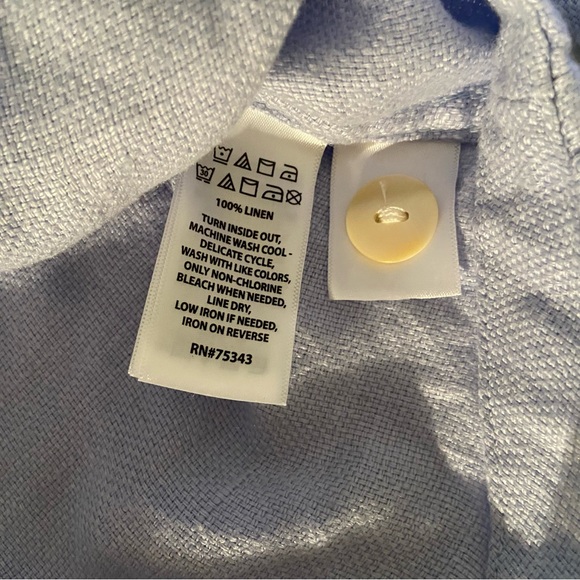 30
100% LINEN
TURN INSIDE OUT,
MACHINE WASH COOL -
DELICATE CYCLE,
WASH WITH LIKE COLORS,
ONLY NON-CHLORINE
BLEACH WHEN NEEDED,
LINE DRY,
LOW IRON IF NEEDED,
IRON ON REVERSE
RN#75343